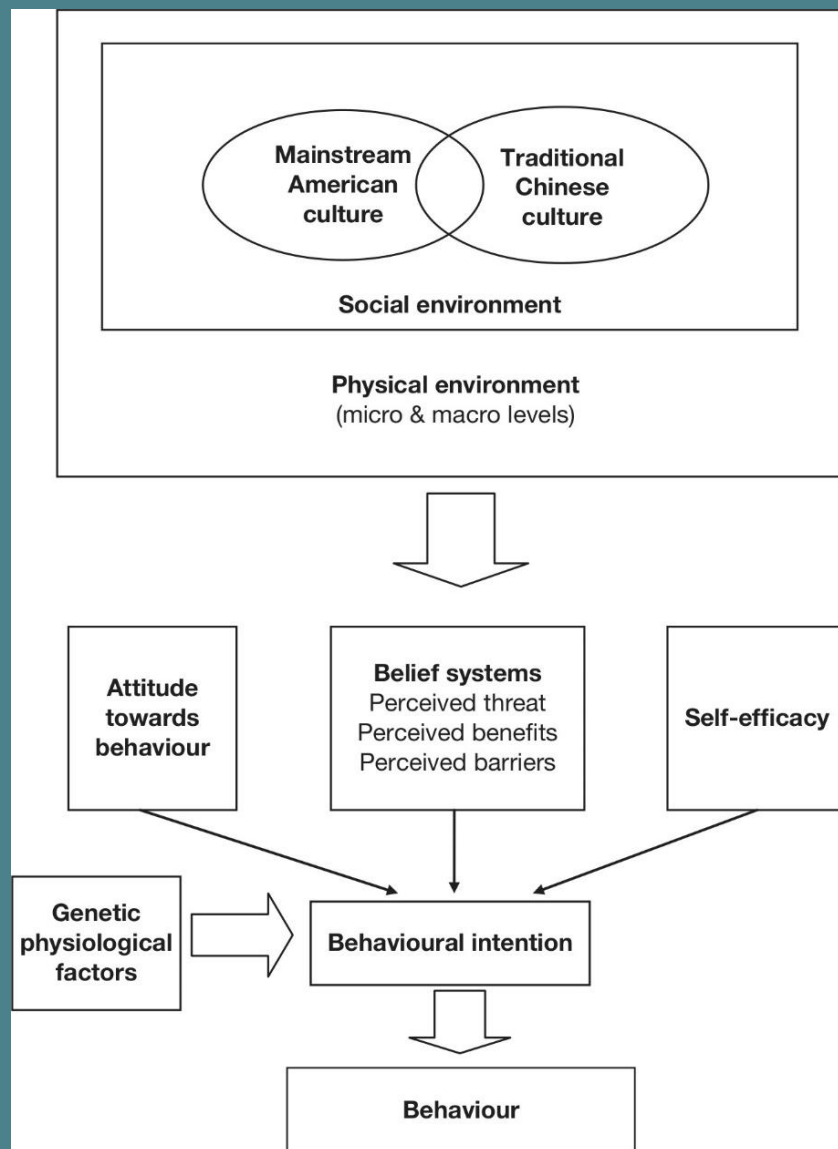 Mainstream
American
culture
Traditional
Chinese
culture
Social environment
Physical environment
(micro & macro levels)
Attitude
towards
behaviour
Belief systems
Perceived threat
Perceived benefits
Perceived barriers
Self-efficacy
Genetic
physiological
factors
Behavioural intention
Behaviour